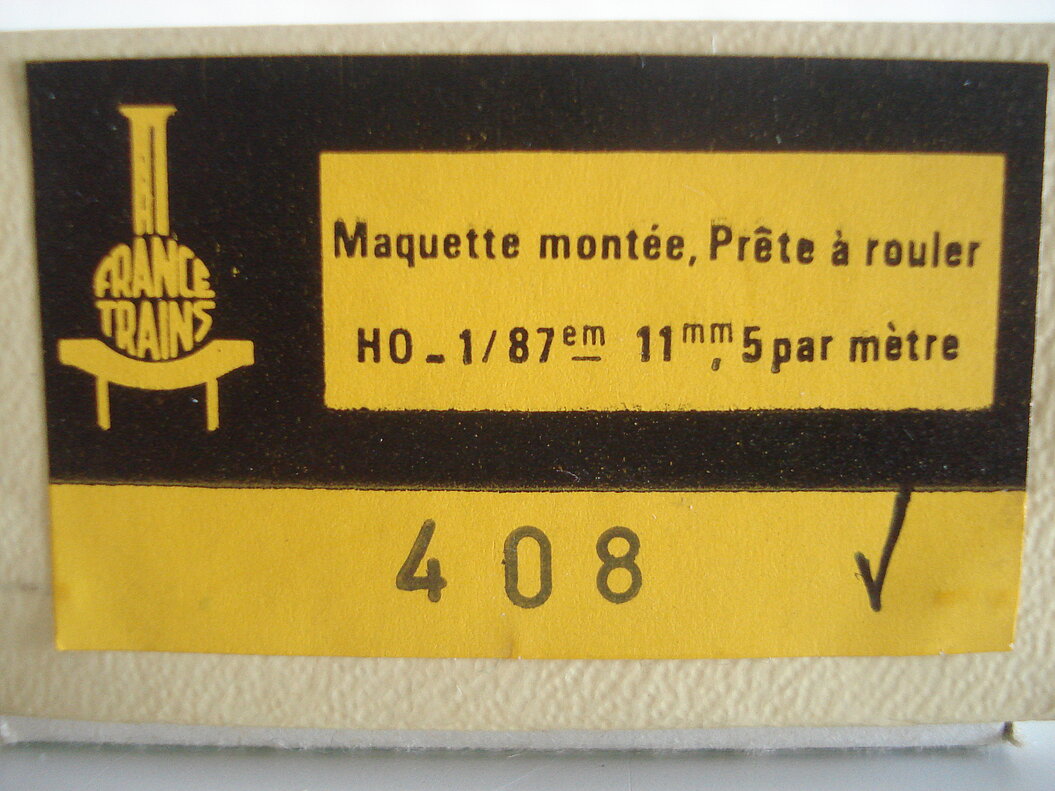 FRANCE
TRAINS
Maquette montée, Prête à rouler
HO - 1/87em 11mm, 5 par mètre
408